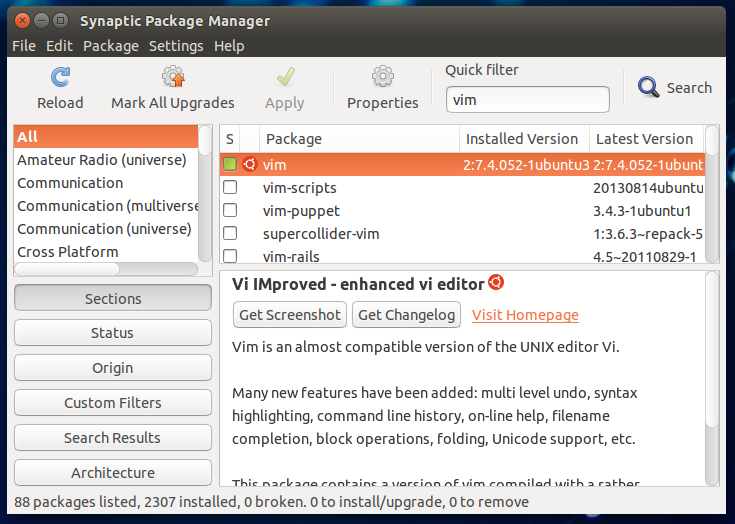 Synaptic Package Manager
File Edit Package Settings Help
Reload
Mark All Upgrades
Apply
Properties
Quick filter
vim
Search
All
Amateur Radio (universe)
Communication
Communication (multiverse
Communication (universe)
Cross Platform
S Package Installed Version Latest Version
vim 2:7.4.052-1ubuntu3 2:7.4.052-1ubunt
vim-scripts 20130814ubuntu
vim-puppet 3.4.3-1ubuntu1
supercollider-vim 1:3.6.3~repack-5
vim-rails 4.5~20110829-1
Sections
Status
Origin
Custom Filters
Search Results
Architecture
Vi IMproved - enhanced vi editor
Get Screenshot Get Changelog Visit Homepage
Vim is an almost compatible version of the UNIX editor Vi.
Many new features have been added: multi level undo, syntax
highlighting, command line history, on-line help, filename
completion, block operations, folding, Unicode support, etc.
This package contains a version of vim compiled with a rather
88 packages listed, 2307 installed, 0 broken. 0 to install/upgrade, 0 to remove